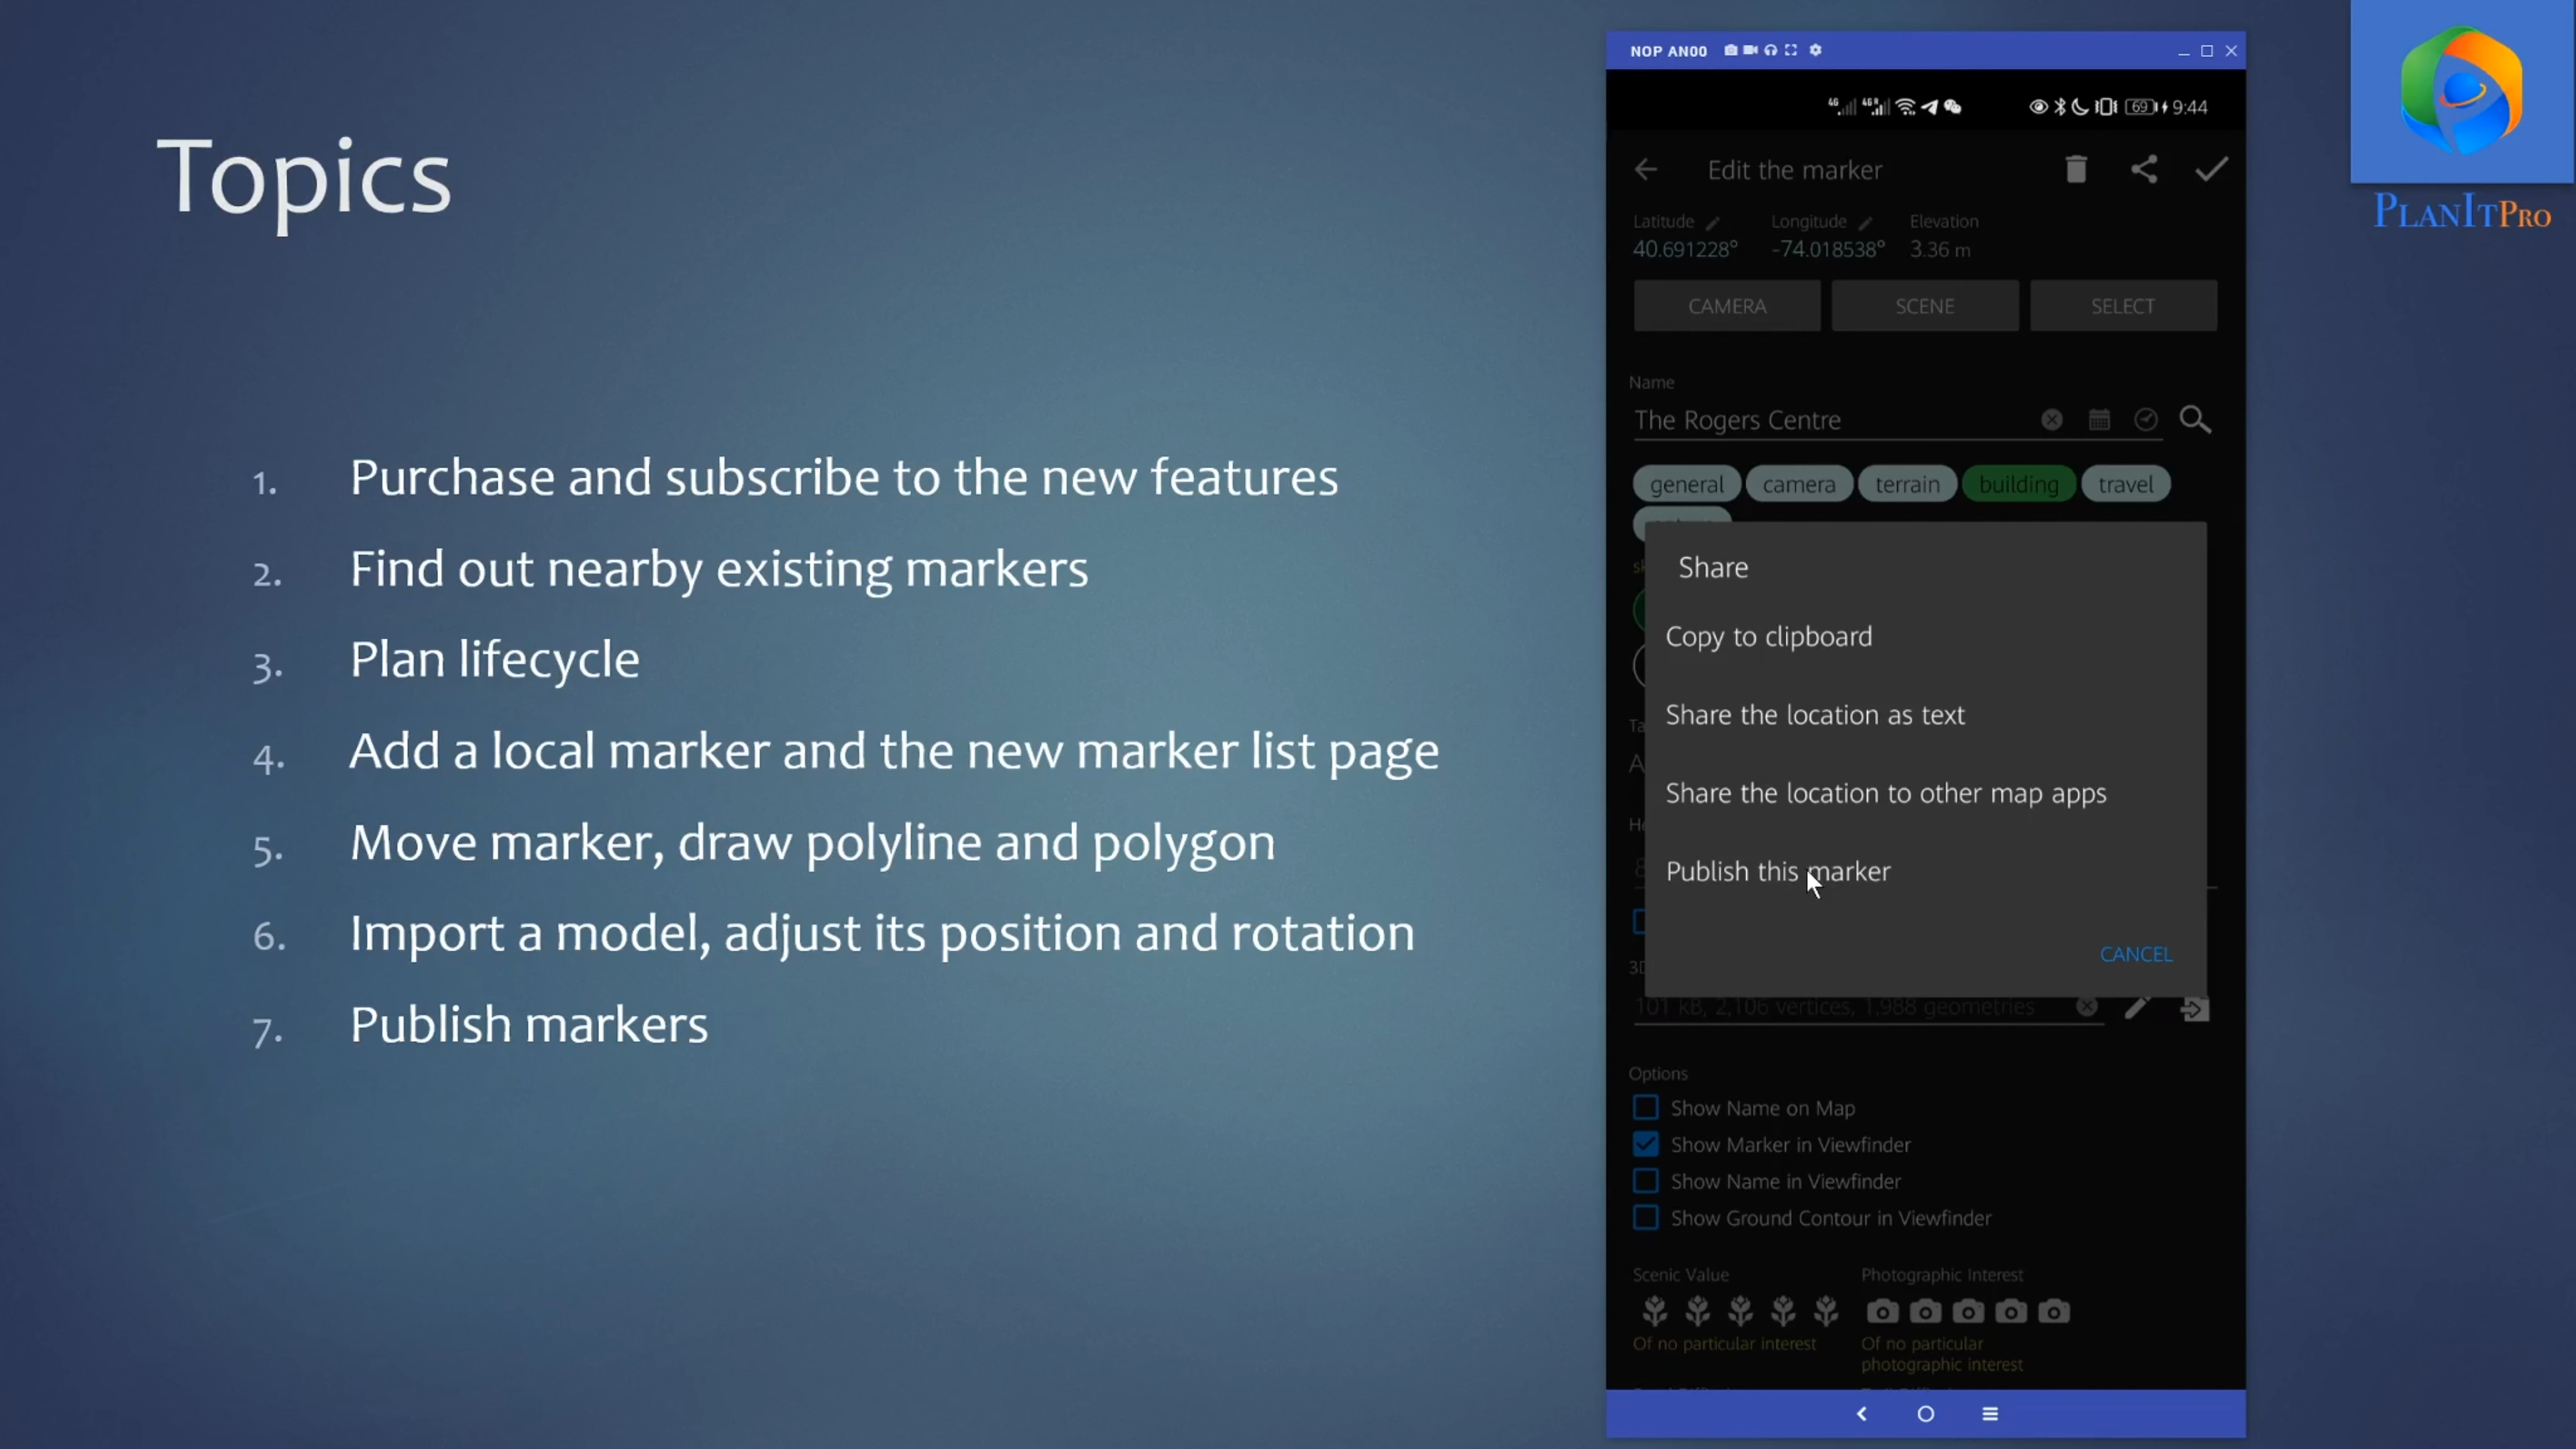 Topics
1. Purchase and subscribe to the new features
2. Find out nearby existing markers
3. Plan lifecycle
4. Add a local marker and the new marker list page
5. Move marker, draw polyline and polygon
6. Import a model, adjust its position and rotation
7. Publish markers
NOP AN00
69 9:44
Edit the marker
Latitude Longitude Elevation
40.691228° -74.018538° 3.36 m
CAMERA SCENE SELECT
Name
The Rogers Centre
general camera terrain building travel
Share
Copy to clipboard
Share the location as text
Share the location to other map apps
Publish this marker
CANCEL
3D
101 kB, 2,106 vertices, 1,988 geometries
Options
Show Name on Map
Show Marker in Viewfinder
Show Name in Viewfinder
Show Ground Contour in Viewfinder
Scenic Value Photographic Interest
Of no particular interest Of no particular
photographic interest
PLANITPRO